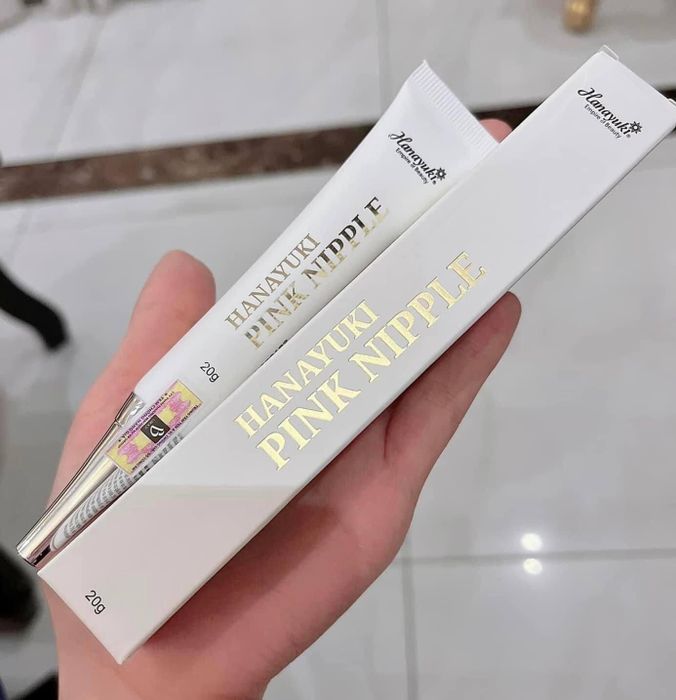 Hanayuki®
Empire of Beauty
HANAYUKI
PINK NIPPLE
20g
Hanayuki®
Empire of Beauty
HANAYUKI
PINK NIPPLE
20g